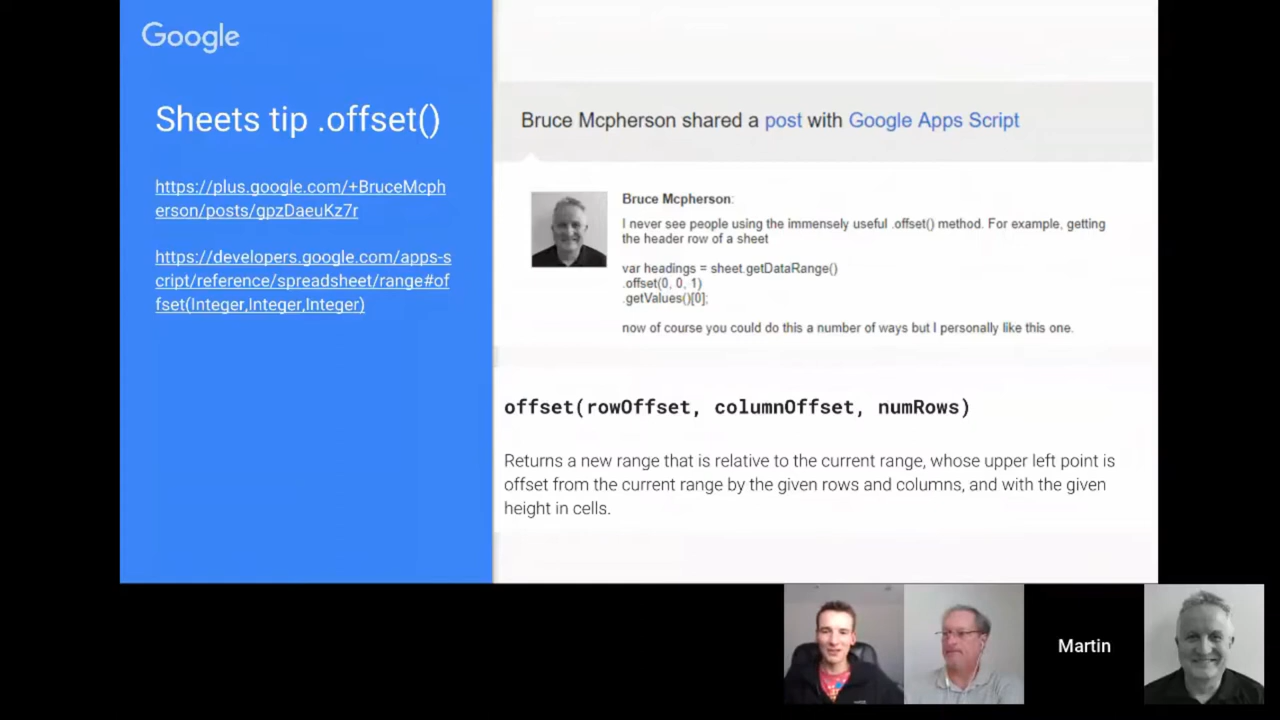 Google
Sheets tip .offset()
https://plus.google.com/+BruceMcph
erson/posts/gpzDaeuKz7r
https://developers.google.com/apps-s
cript/reference/spreadsheet/range#of
fset(Integer,Integer,Integer)
Bruce Mcpherson shared a post with Google Apps Script
Bruce Mcpherson:
I never see people using the immensely useful .offset() method. For example, getting
the header row of a sheet
var headings = sheet.getDataRange()
.offset(0, 0, 1)
.getValues()[0];
now of course you could do this a number of ways but I personally like this one.
offset(rowOffset, columnOffset, numRows)
Returns a new range that is relative to the current range, whose upper left point is
offset from the current range by the given rows and columns, and with the given
height in cells.
Martin